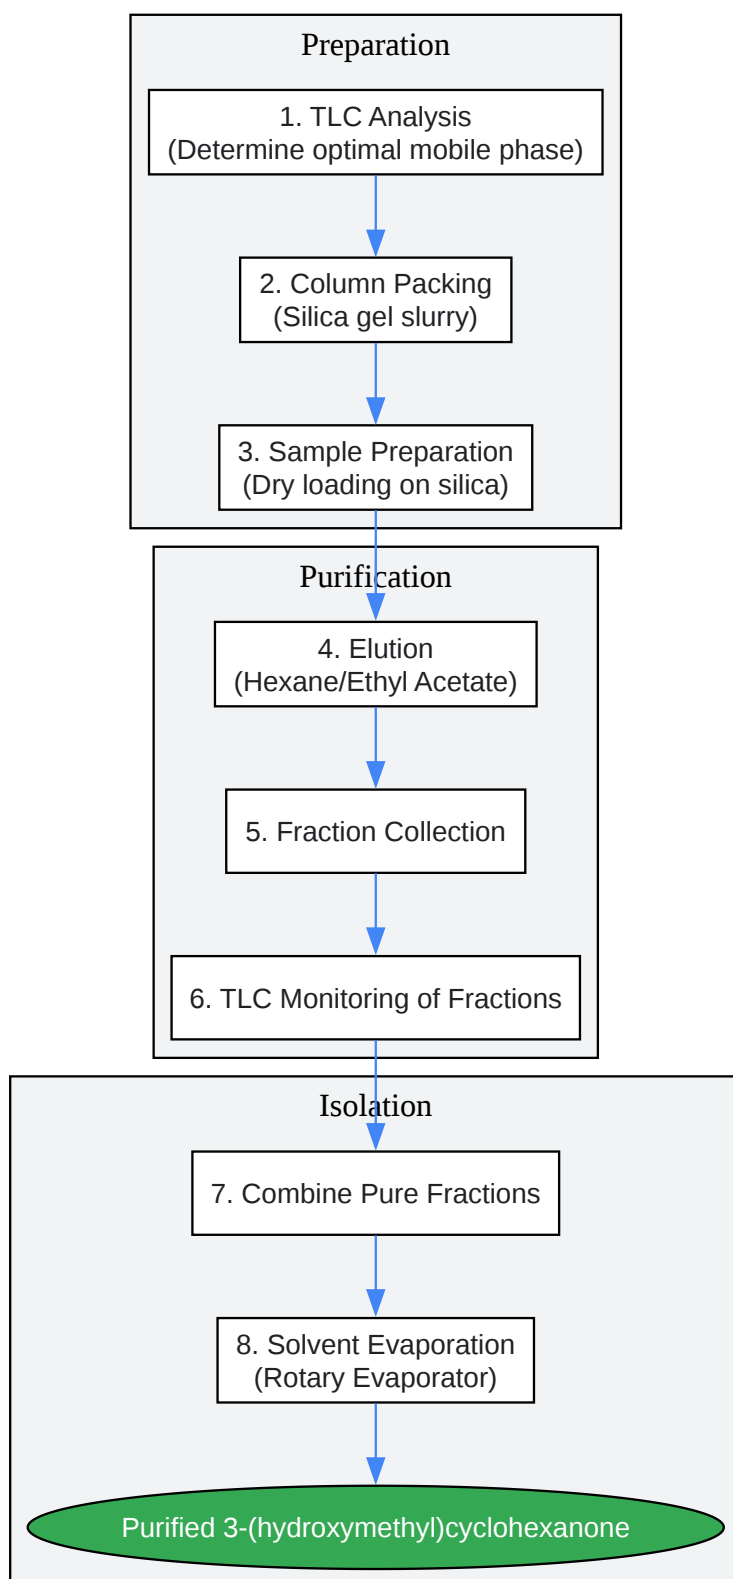 Preparation
1. TLC Analysis
(Determine optimal mobile phase)
2. Column Packing
(Silica gel slurry)
3. Sample Preparation
(Dry loading on silica)
Purification
4. Elution
(Hexane/Ethyl Acetate)
5. Fraction Collection
6. TLC Monitoring of Fractions
Isolation
7. Combine Pure Fractions
8. Solvent Evaporation
(Rotary Evaporator)
Purified 3-(hydroxymethyl)cyclohexanone